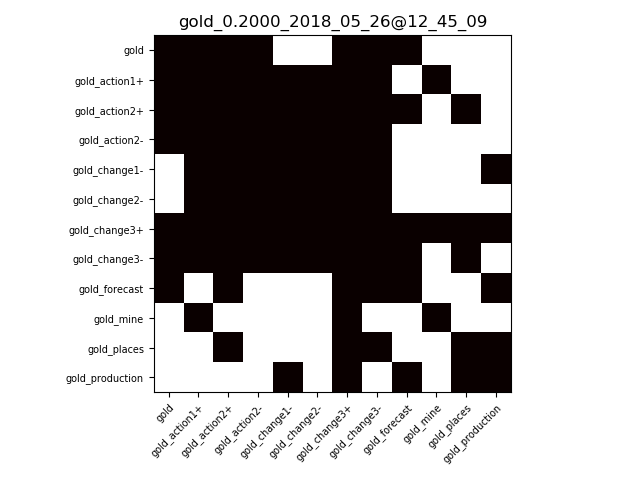 gold_0.2000_2018_05_26@12_45_09
gold
gold_action1+
gold_action2+
gold_action2-
gold_change1-
gold_change2-
gold_change3+
gold_change3-
gold_forecast
gold_mine
gold_places
gold_production
gold
gold_action1+
gold_action2+
gold_action2-
gold_change1-
gold_change2-
gold_change3+
gold_change3-
gold_forecast
gold_mine
gold_places
gold_production